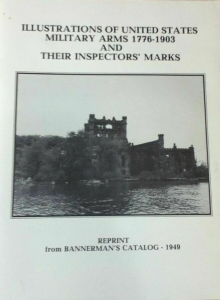 ILLUSTRATIONS OF UNITED STATES
MILITARY ARMS 1776-1903
AND
THEIR INSPECTORS' MARKS
REPRINT
from BANNERMAN'S CATALOG - 1949